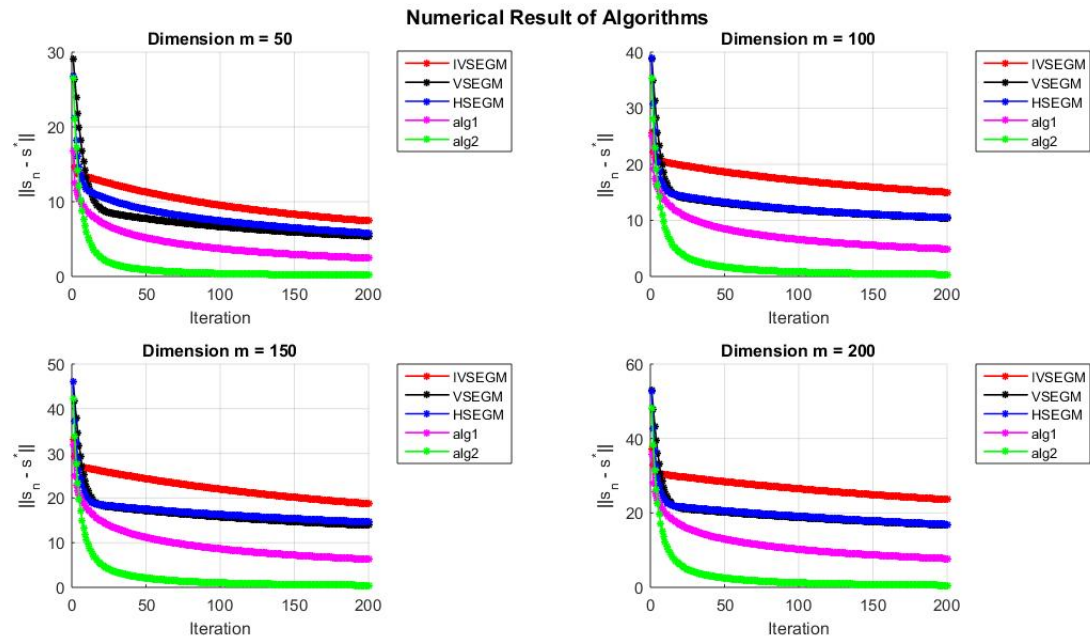 Numerical Result of Algorithms
Dimension m = 50
||s_n - s^*||
30
20
10
0
0 50 100 150 200
Iteration
IVSEGM
VSEGM
HSEGM
alg1
alg2
Dimension m = 100
||s_n - s^*||
40
30
20
10
0
0 50 100 150 200
Iteration
IVSEGM
VSEGM
HSEGM
alg1
alg2
Dimension m = 150
||s_n - s^*||
50
40
30
20
10
0
0 50 100 150 200
Iteration
IVSEGM
VSEGM
HSEGM
alg1
alg2
Dimension m = 200
||s_n - s^*||
60
40
20
0
0 50 100 150 200
Iteration
IVSEGM
VSEGM
HSEGM
alg1
alg2